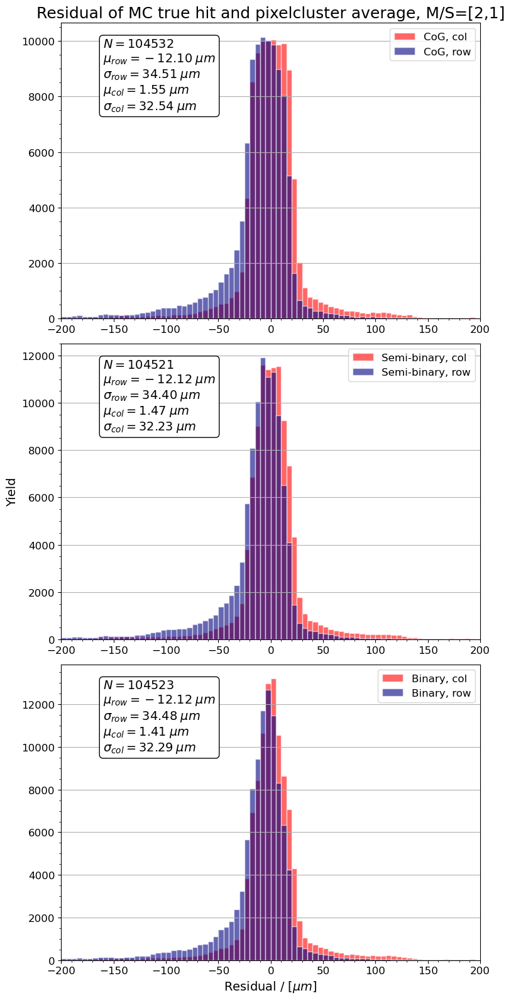 Residual of MC true hit and pixelcluster average, M/S=[2,1]
10000
8000
6000
4000
2000
0
N = 104532
μrow = −12.10 μm
σrow = 34.51 μm
μcol = 1.55 μm
σcol = 32.54 μm
CoG, col
CoG, row
−200 −150 −100 −50 0 50 100 150 200
12000
10000
8000
6000
4000
2000
0
N = 104521
μrow = −12.12 μm
σrow = 34.40 μm
μcol = 1.47 μm
σcol = 32.23 μm
Semi-binary, col
Semi-binary, row
Yield
−200 −150 −100 −50 0 50 100 150 200
12000
10000
8000
6000
4000
2000
0
N = 104523
μrow = −12.12 μm
σrow = 34.48 μm
μcol = 1.41 μm
σcol = 32.29 μm
Binary, col
Binary, row
−200 −150 −100 −50 0 50 100 150 200
Residual / [μm]